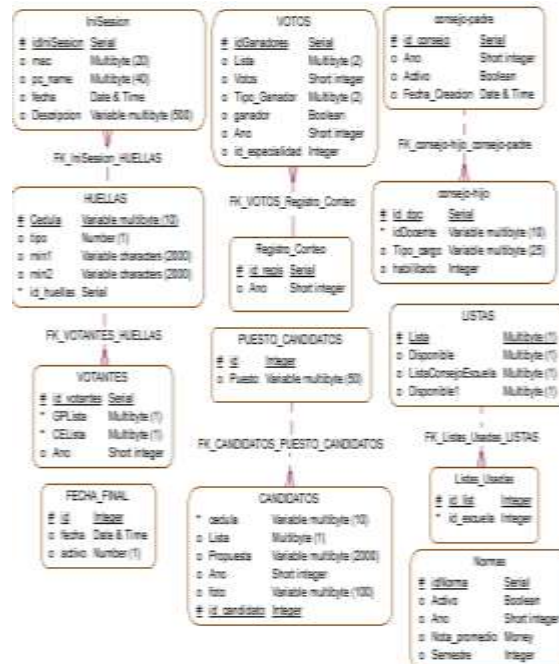 IniSession
# idIniSession Serial
o mac Multibyte (20)
o pc_name Multibyte (40)
o fecha Date & Time
o Descripcion Variable multibyte (500)
FK_IniSession_HUELLAS
HUELLAS
# Cedula Variable multibyte (10)
o tipo Number (1)
o min1 Variable characters (2000)
o min2 Variable characters (2000)
* id_huellas Serial
FK_VOTANTES_HUELLAS
VOTANTES
# id_votantes Serial
* GPLista Multibyte (1)
* CELista Multibyte (1)
o Ano Short integer
FECHA_FINAL
# id Integer
o fecha Date & Time
o activo Number (1)
VOTOS
# idGanadores Serial
o Lista Multibyte (2)
o Votos Short integer
o Tipo_Ganador Multibyte (2)
o ganador Boolean
o Ano Short integer
o id_especialidad Integer
FK_VOTOS_Registro_Conteo
Registro_Conteo
# id_regis Serial
o Ano Short integer
PUESTO_CANDIDATOS
# id Integer
o Puesto Variable multibyte (50)
FK_CANDIDATOS_PUESTO_CANDIDATOS
CANDIDATOS
* cedula Variable multibyte (10)
o Lista Multibyte (1)
o Propuesta Variable multibyte (2000)
o Ano Short integer
o foto Variable multibyte (100)
# id_candidato Integer
consejo-padre
# id_consejo Serial
o Ano Short integer
o Activo Boolean
o Fecha_Creacion Date & Time
FK_consejo-hijo_consejo-padre
consejo-hijo
# Serial
* idDocente Variable multibyte (10)
o Tipo_cargo Variable multibyte (25)
o habilitado Integer
LISTAS
# Lista Multibyte (1)
o Disponible Multibyte (1)
o ListaConsejoEscuela Multibyte (1)
o Disponible1 Multibyte (1)
FK_Listas_Usadas_LISTAS
Listas_Usadas
# id_list Integer
* id_escuela Integer
Normas
# idNorma Serial
o Activo Boolean
o Ano Short integer
o Nota_promedio Money
o Semestre Integer